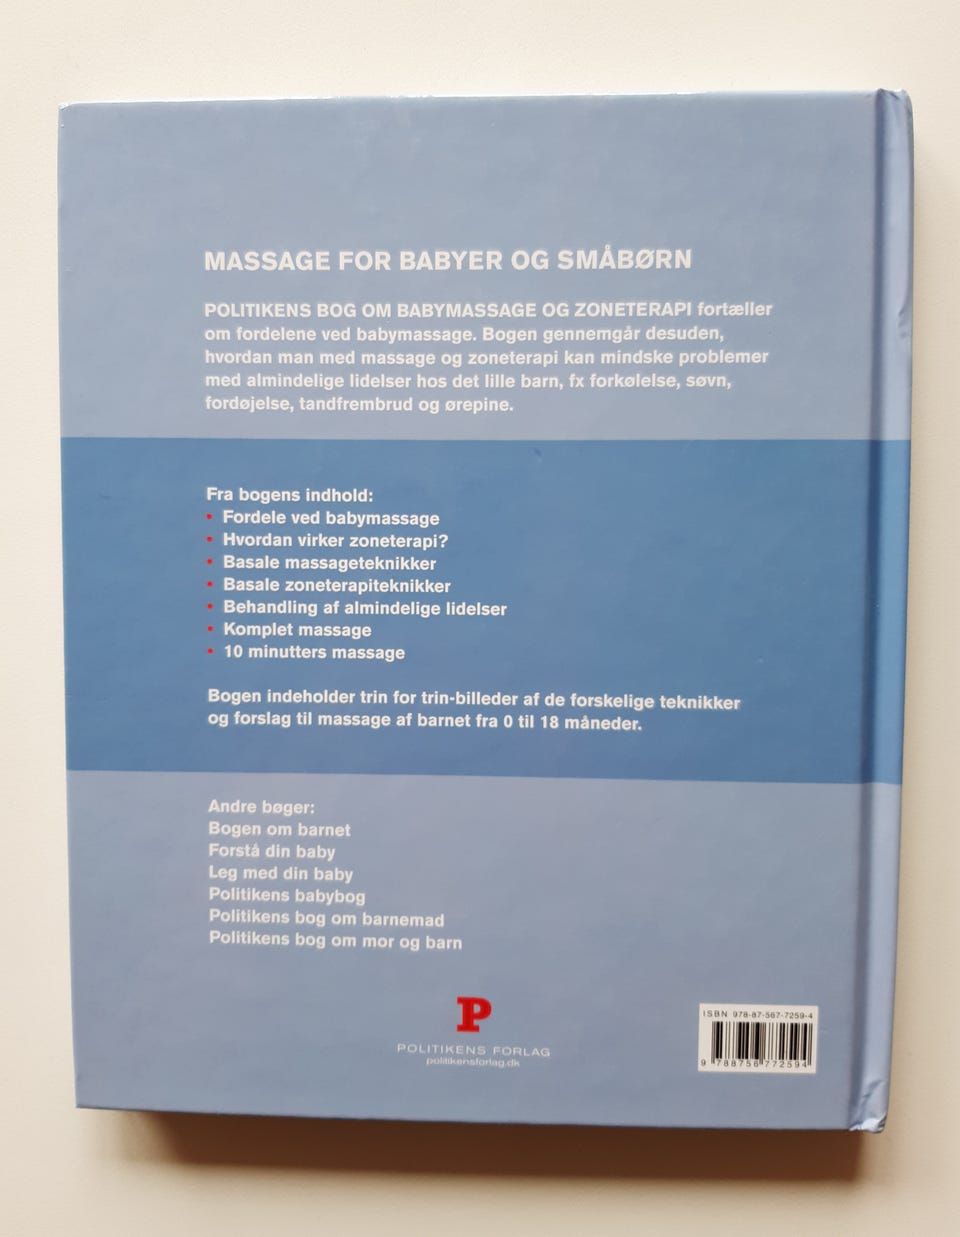 MASSAGE FOR BABYER OG SMÅBØRN
POLITIKENS BOG OM BABYMASSAGE OG ZONETERAPI fortæller
om fordelene ved babymassage. Bogen gennemgår desuden,
hvordan man med massage og zoneterapi kan mindske problemer
med almindelige lidelser hos det lille barn, fx forkølelse, søvn,
fordøjelse, tandfrembrud og ørepine.
Fra bogens indhold:
• Fordele ved babymassage
• Hvordan virker zoneterapi?
• Basale massageteknikker
• Basale zoneterapiteknikker
• Behandling af almindelige lidelser
• Komplet massage
• 10 minutters massage
Bogen indeholder trin for trin-billeder af de forskelige teknikker
og forslag til massage af barnet fra 0 til 18 måneder.
Andre bøger:
Bogen om barnet
Forstå din baby
Leg med din baby
Politikens babybog
Politikens bog om barnemad
Politikens bog om mor og barn
P
POLITIKENS FORLAG
politikensforlag.dk
ISBN 978-87-567-7259-4
9 788756 772594